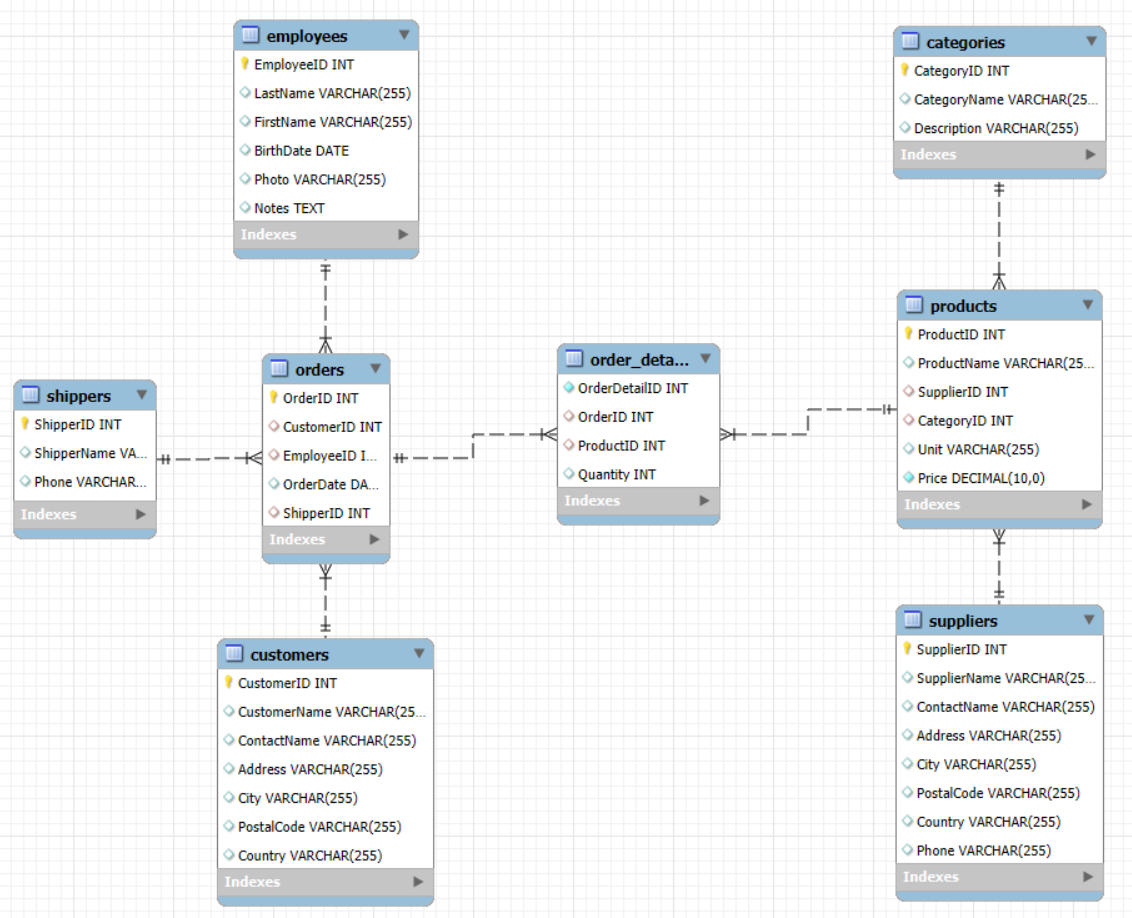 employees
EmployeeID INT
LastName VARCHAR(255)
FirstName VARCHAR(255)
BirthDate DATE
Photo VARCHAR(255)
Notes TEXT
Indexes
categories
CategoryID INT
CategoryName VARCHAR(25...
Description VARCHAR(255)
Indexes
shippers
ShipperID INT
ShipperName VA...
Phone VARCHAR...
Indexes
orders
OrderID INT
CustomerID INT
EmployeeID I...
OrderDate DA...
ShipperID INT
Indexes
order_deta...
OrderDetailID INT
OrderID INT
ProductID INT
Quantity INT
Indexes
products
ProductID INT
ProductName VARCHAR(25...
SupplierID INT
CategoryID INT
Unit VARCHAR(255)
Price DECIMAL(10,0)
Indexes
customers
CustomerID INT
CustomerName VARCHAR(25...
ContactName VARCHAR(255)
Address VARCHAR(255)
City VARCHAR(255)
PostalCode VARCHAR(255)
Country VARCHAR(255)
Indexes
suppliers
SupplierID INT
SupplierName VARCHAR(25...
ContactName VARCHAR(255)
Address VARCHAR(255)
City VARCHAR(255)
PostalCode VARCHAR(255)
Country VARCHAR(255)
Phone VARCHAR(255)
Indexes